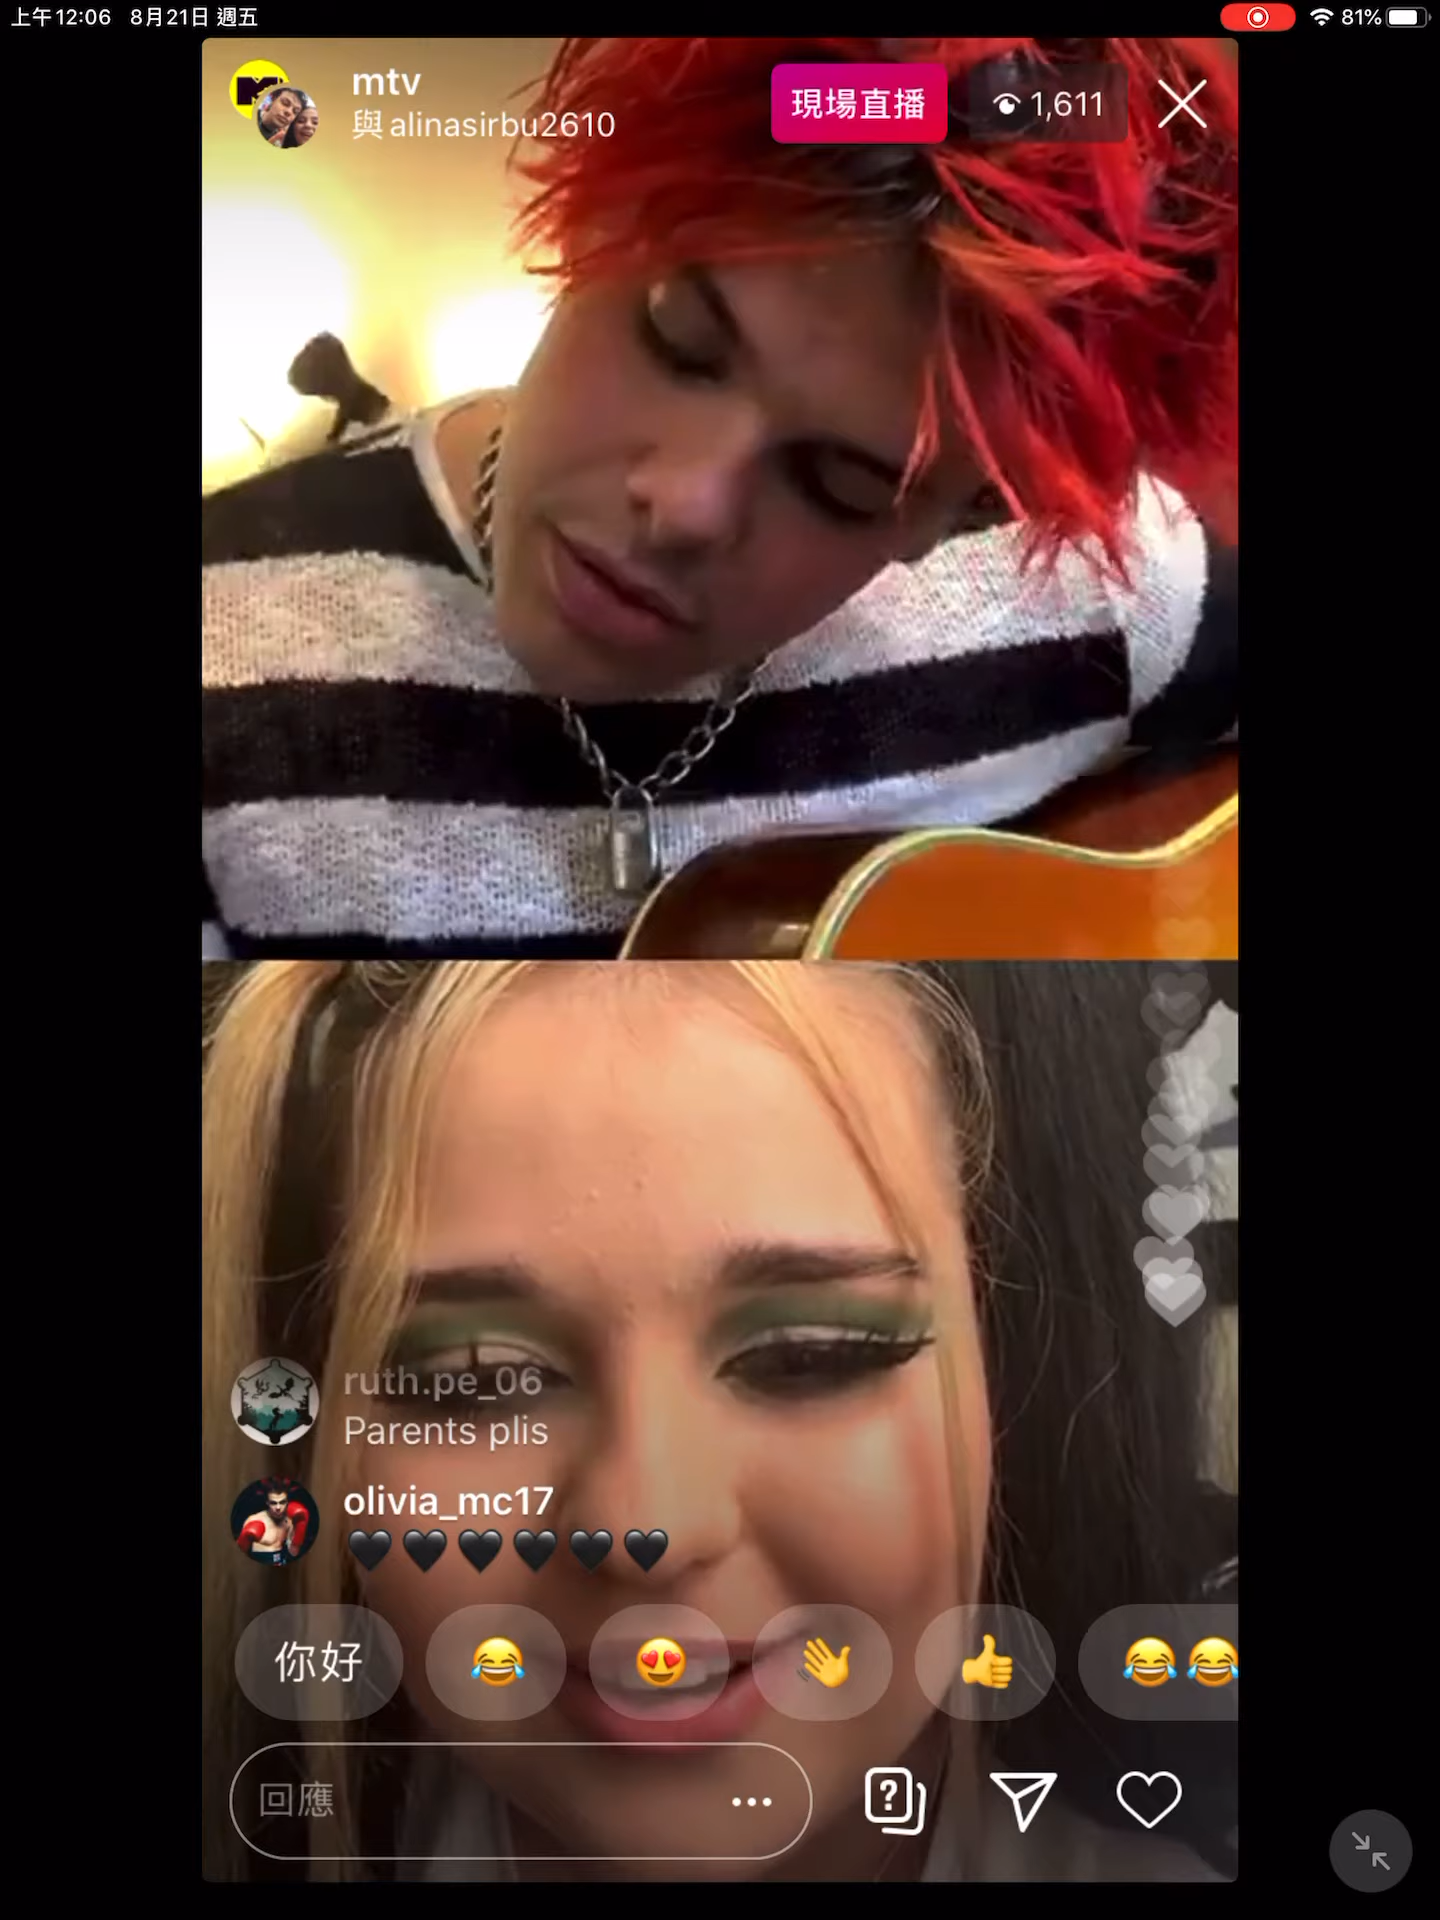 上午12:06 8月21日 週五
81%
mtv
與 alinasirbu2610
現場直播
1,611
ruth.pe_06
Parents plis
olivia_mc17
🖤🖤🖤🖤🖤🖤
你好 😂 😍 👋 👍 😂😂
回應